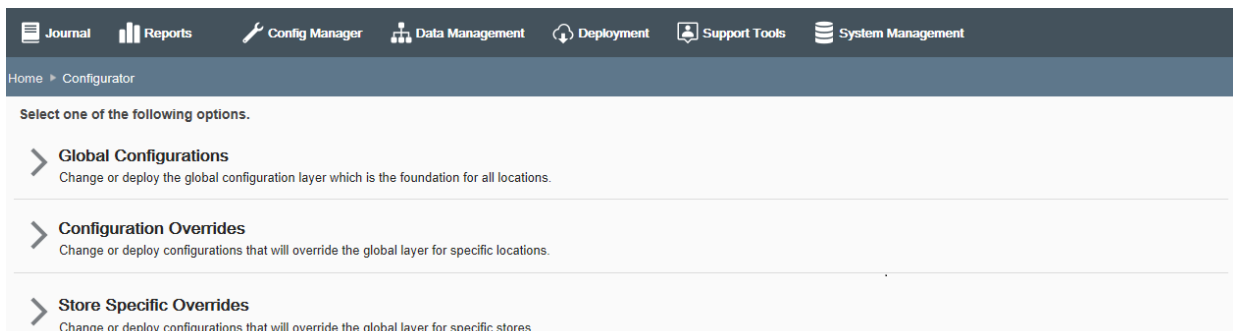 Journal Reports Config Manager Data Management Deployment Support Tools System Management
Home Configurator
Select one of the following options.
Global Configurations
Change or deploy the global configuration layer which is the foundation for all locations.
Configuration Overrides
Change or deploy configurations that will override the global layer for specific locations.
Store Specific Overrides
Change or deploy configurations that will override the global layer for specific stores